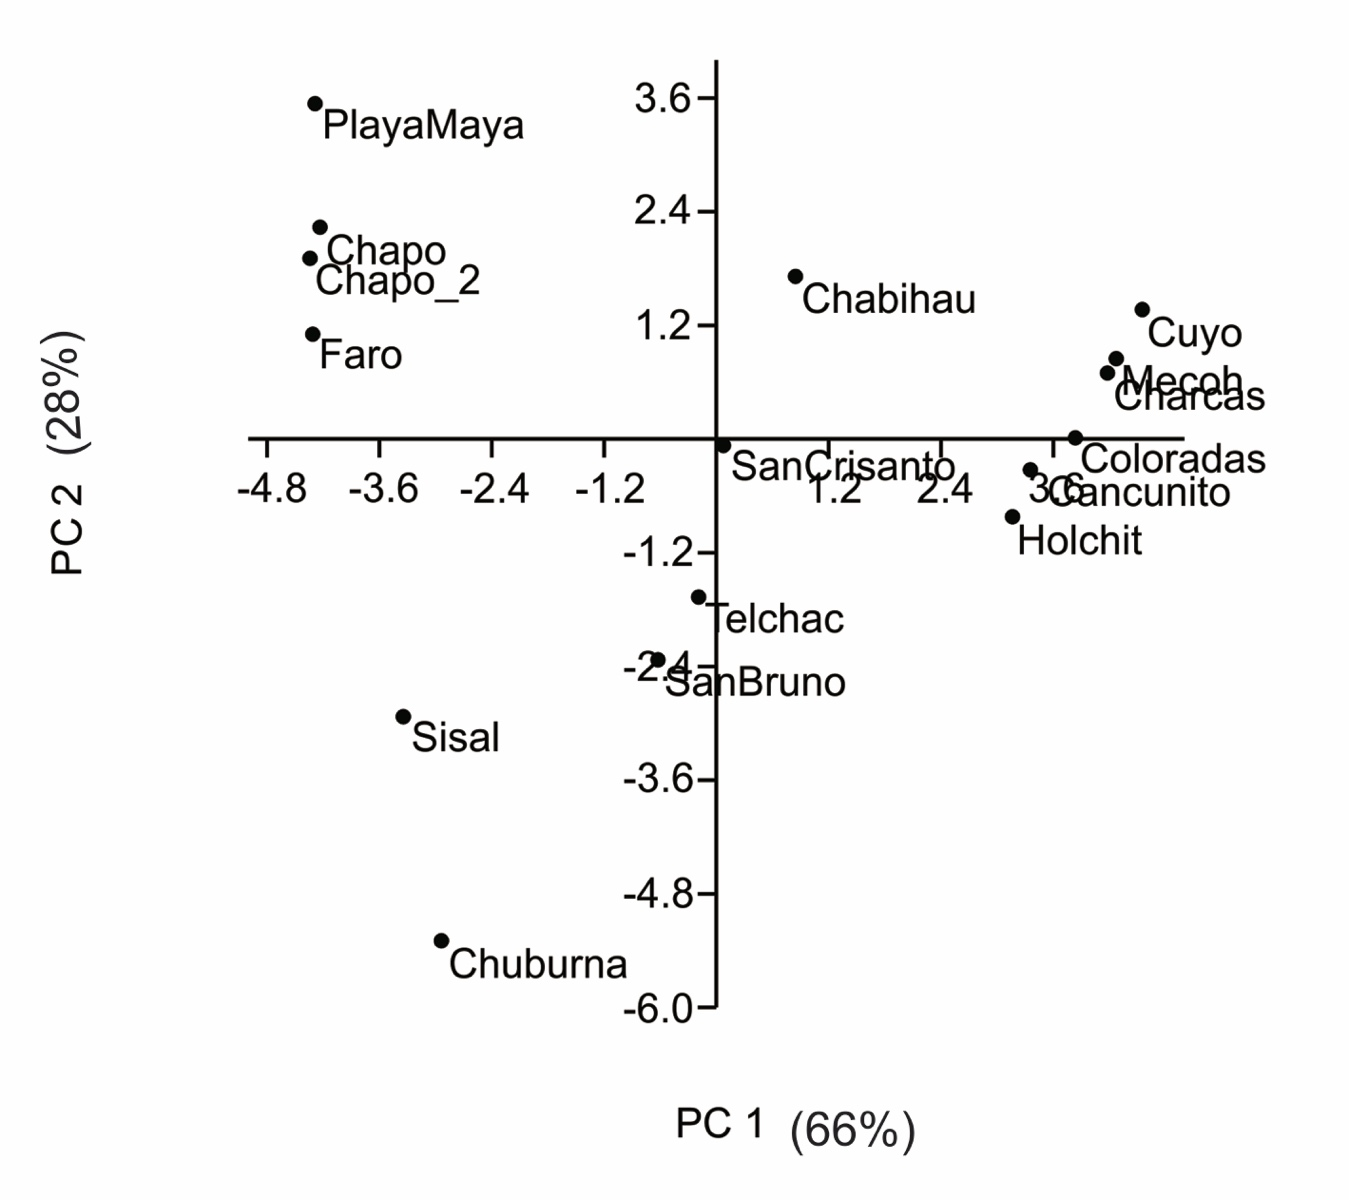 3.6
PlayaMaya
2.4
Chapo
Chapo_2
Chabihau
1.2
Cuyo
Faro
Mecoh
Charcas
PC 2 (28%)
SanCrisanto
Coloradas
-4.8 -3.6 -2.4 -1.2 1.2 2.4 3.6
Cancunito
Holchit
-1.2
Telchac
-2.4
SanBruno
Sisal
-3.6
-4.8
Chuburna
-6.0
PC 1 (66%)